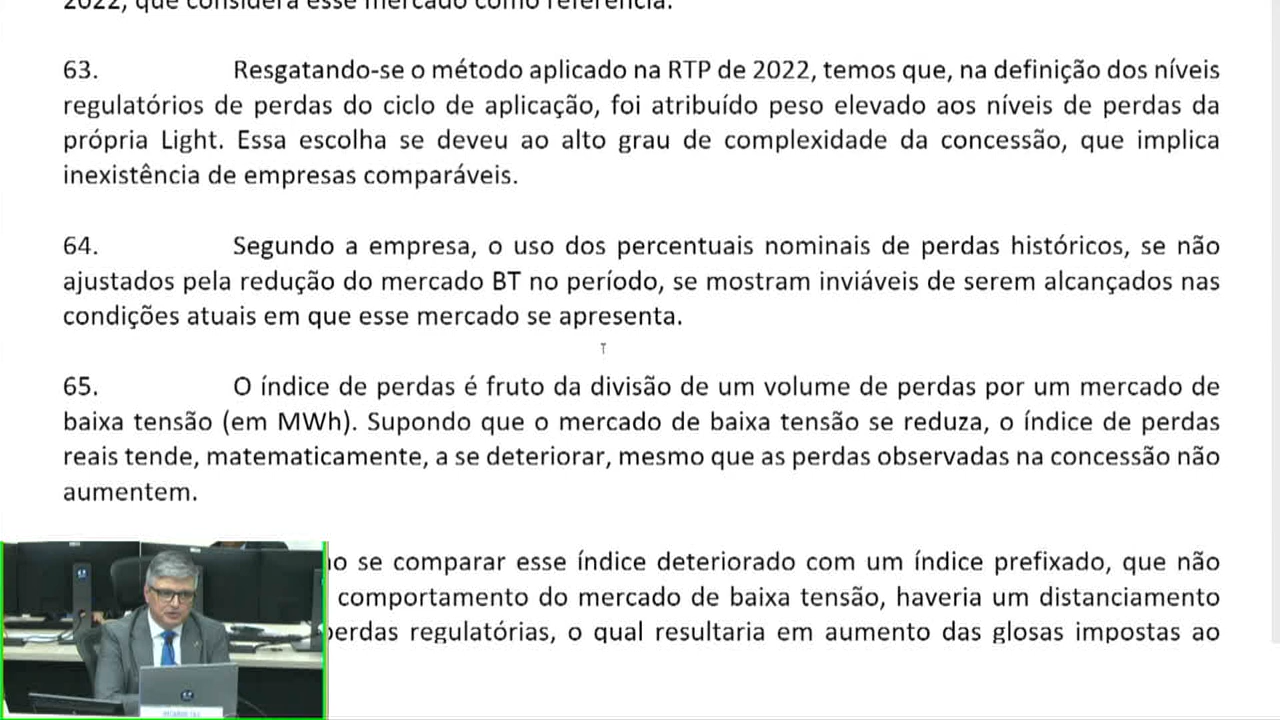 2022, que considera esse mercado como referência.
63. Resgatando-se o método aplicado na RTP de 2022, temos que, na definição dos níveis
regulatórios de perdas do ciclo de aplicação, foi atribuído peso elevado aos níveis de perdas da
própria Light. Essa escolha se deveu ao alto grau de complexidade da concessão, que implica
inexistência de empresas comparáveis.
64. Segundo a empresa, o uso dos percentuais nominais de perdas históricos, se não
ajustados pela redução do mercado BT no período, se mostram inviáveis de serem alcançados nas
condições atuais em que esse mercado se apresenta.
65. O índice de perdas é fruto da divisão de um volume de perdas por um mercado de
baixa tensão (em MWh). Supondo que o mercado de baixa tensão se reduza, o índice de perdas
reais tende, matematicamente, a se deteriorar, mesmo que as perdas observadas na concessão não
aumentem.
se comparar esse índice deteriorado com um índice prefixado, que não
comportamento do mercado de baixa tensão, haveria um distanciamento
perdas regulatórias, o qual resultaria em aumento das glosas impostas ao